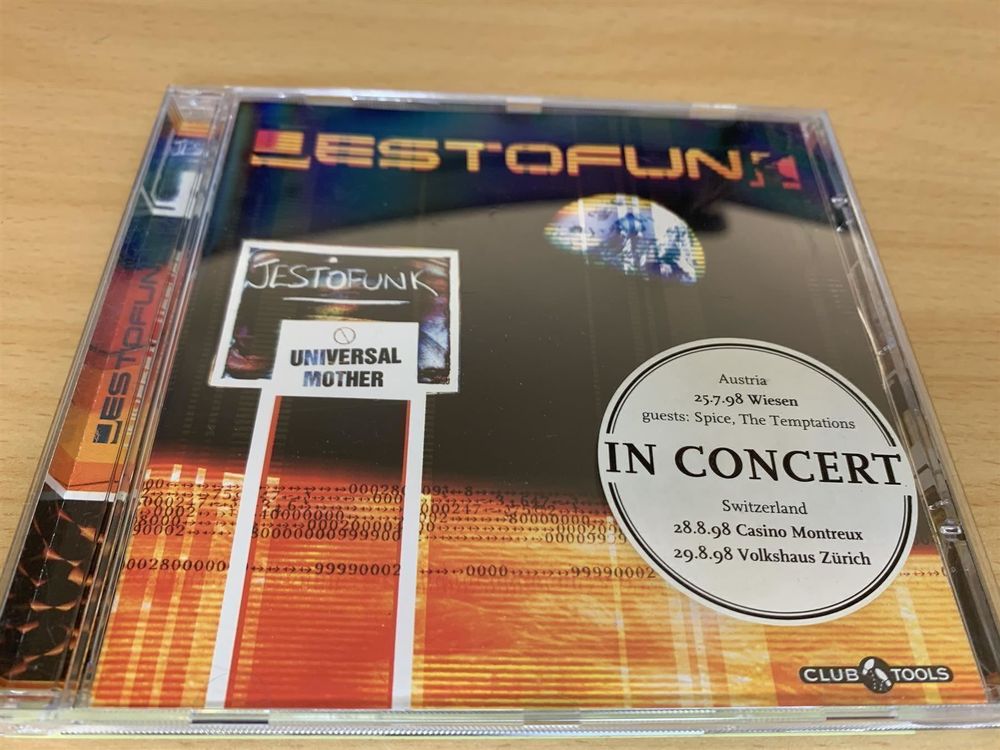 JESTOFUNK
JESTOFUNK
UNIVERSAL
MOTHER
Austria
25.7.98 Wiesen
guests: Spice, The Temptations
IN CONCERT
Switzerland
28.8.98 Casino Montreux
29.8.98 Volkshaus Zürich
CLUB TOOLS
JESTOFUNK